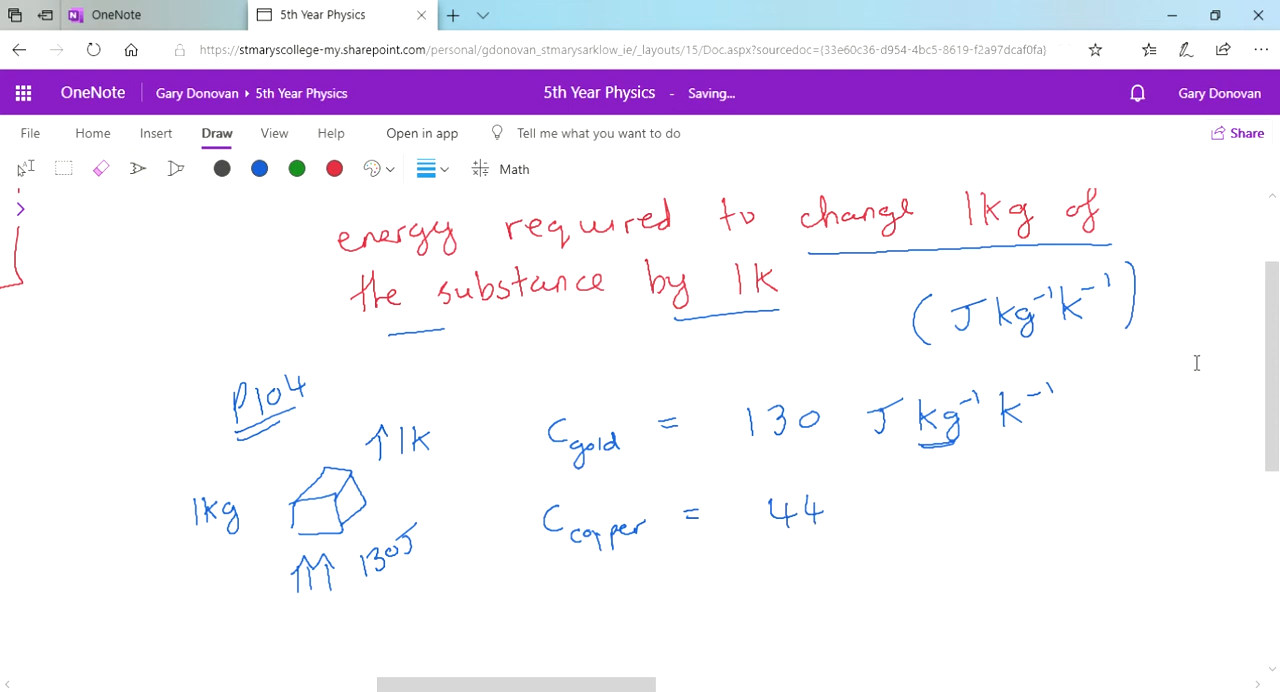 OneNote
5th Year Physics
https://stmaryscollege-my.sharepoint.com/personal/gdonovan_stmarysarklow_ie/_layouts/15/Doc.aspx?sourcedoc={33e60c36-d954-4bc5-8619-f2a97dcaf0fa}
OneNote Gary Donovan › 5th Year Physics 5th Year Physics - Saving... Gary Donovan
File Home Insert Draw View Help Open in app Tell me what you want to do Share
Math
energy required to change 1kg of
the substance by 1K
(J kg⁻¹K⁻¹)
P104
↑ 1K
C gold = 130 J kg⁻¹ K⁻¹
1kg
C copper = 44
↑↑↑ 130J